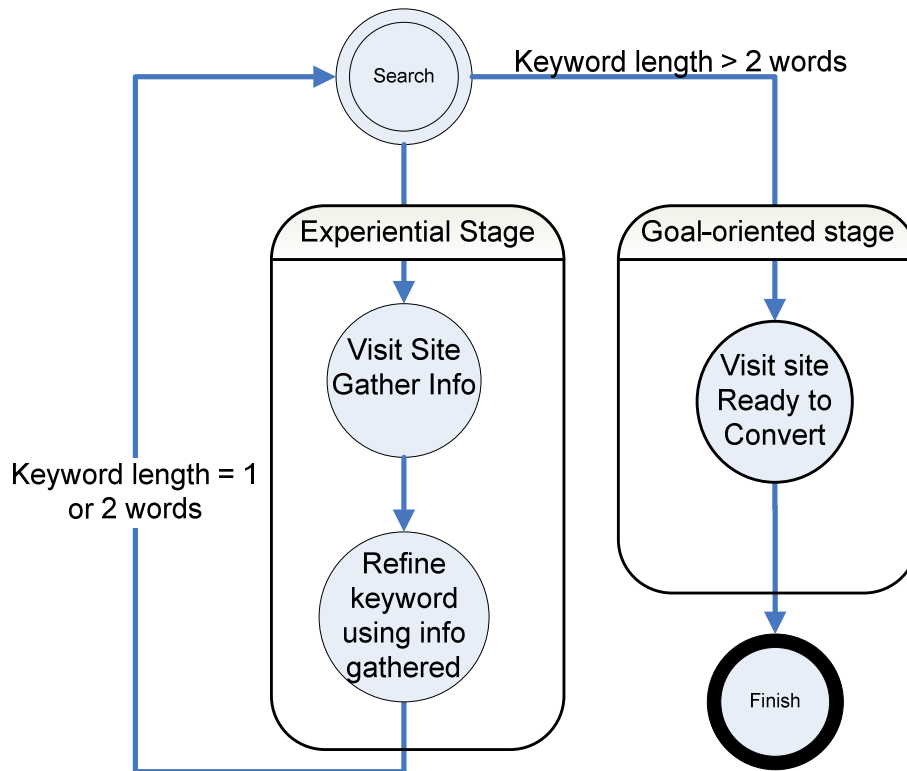 Search
Keyword length > 2 words
Experiential Stage
Goal-oriented stage
Visit Site
Gather Info
Visit site
Ready to
Convert
Keyword length = 1
or 2 words
Refine
keyword
using info
gathered
Finish